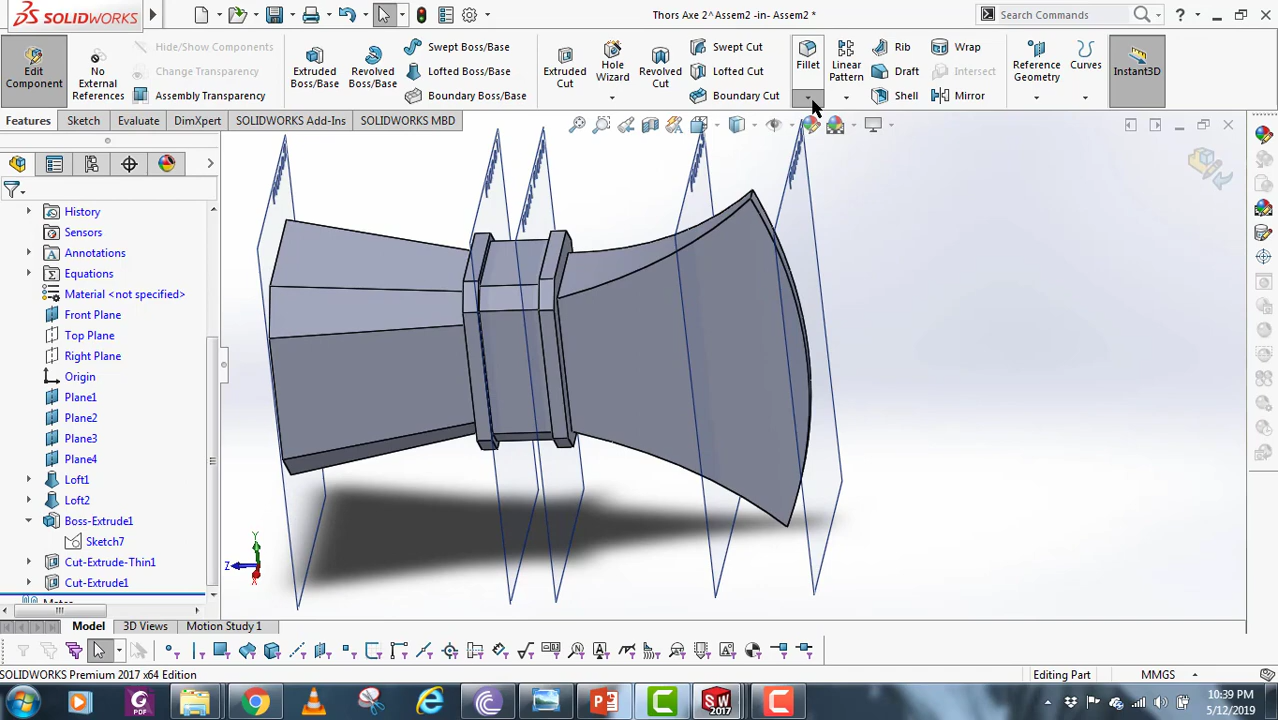 SOLIDWORKS
Thors Axe 2^Assem2 -in- Assem2 *
Search Commands
Edit Component
No External References
Hide/Show Components
Change Transparency
Assembly Transparency
Extruded Boss/Base
Revolved Boss/Base
Swept Boss/Base
Lofted Boss/Base
Boundary Boss/Base
Extruded Cut
Hole Wizard
Revolved Cut
Swept Cut
Lofted Cut
Boundary Cut
Fillet
Linear Pattern
Rib
Draft
Shell
Wrap
Intersect
Mirror
Reference Geometry
Curves
Instant3D
Features
Sketch
Evaluate
DimXpert
SOLIDWORKS Add-Ins
SOLIDWORKS MBD
History
Sensors
Annotations
Equations
Material <not specified>
Front Plane
Top Plane
Right Plane
Origin
Plane1
Plane2
Plane3
Plane4
Loft1
Loft2
Boss-Extrude1
Sketch7
Cut-Extrude-Thin1
Cut-Extrude1
Y
Z
X
Model
3D Views
Motion Study 1
SOLIDWORKS Premium 2017 x64 Edition
Editing Part
MMGS
SW
2017
10:39 PM
5/12/2019